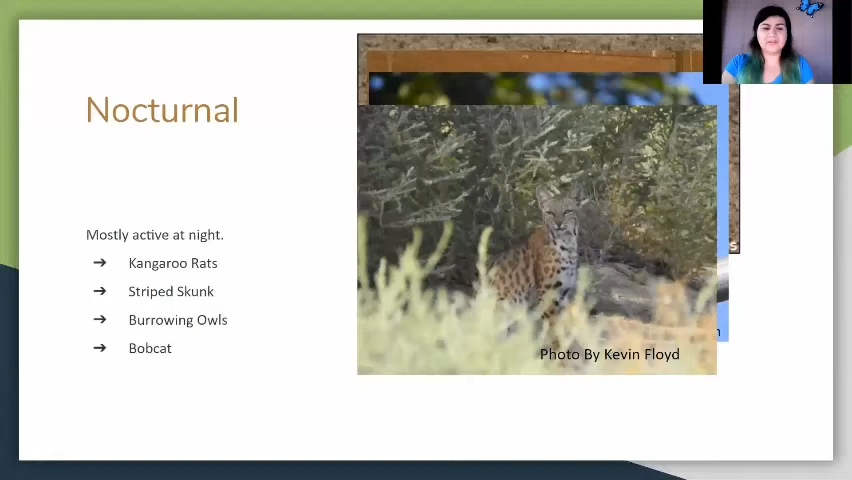 Nocturnal
Mostly active at night.
➔ Kangaroo Rats
➔ Striped Skunk
➔ Burrowing Owls
➔ Bobcat
Photo By Kevin Floyd